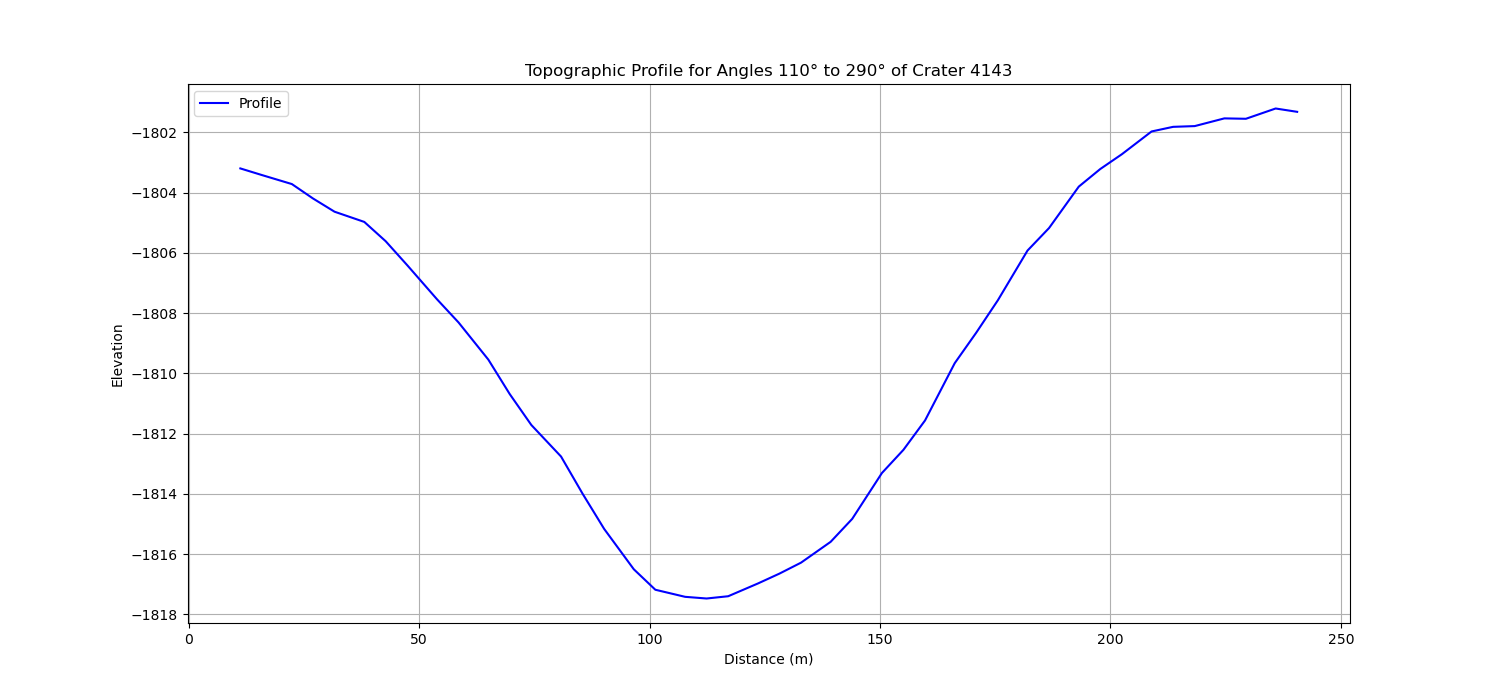 Topographic Profile for Angles 110° to 290° of Crater 4143
Profile
−1802
−1804
−1806
−1808
−1810
−1812
−1814
−1816
−1818
Elevation
0 50 100 150 200 250
Distance (m)